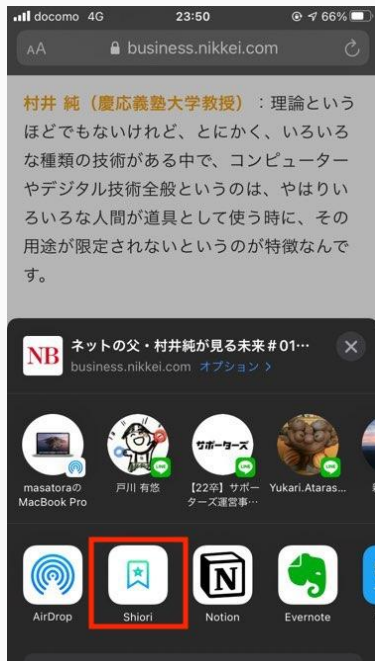 docomo 4G 23:50 66%
AA business.nikkei.com
村井 純（慶応義塾大学教授）：理論という
ほどでもないけれど、とにかく、いろいろ
な種類の技術がある中で、コンピューター
やデジタル技術全般というのは、やはりい
ろいろな人間が道具として使う時に、その
用途が限定されないというのが特徴なんで
す。
NB
ネットの父・村井純が見る未来＃01…
business.nikkei.com オプション
サポーターズ
masatoraの
MacBook Pro
戸川 有悠
【22卒】サポー
ターズ運営事…
Yukari.Ataras...
AirDrop Shiori Notion Evernote